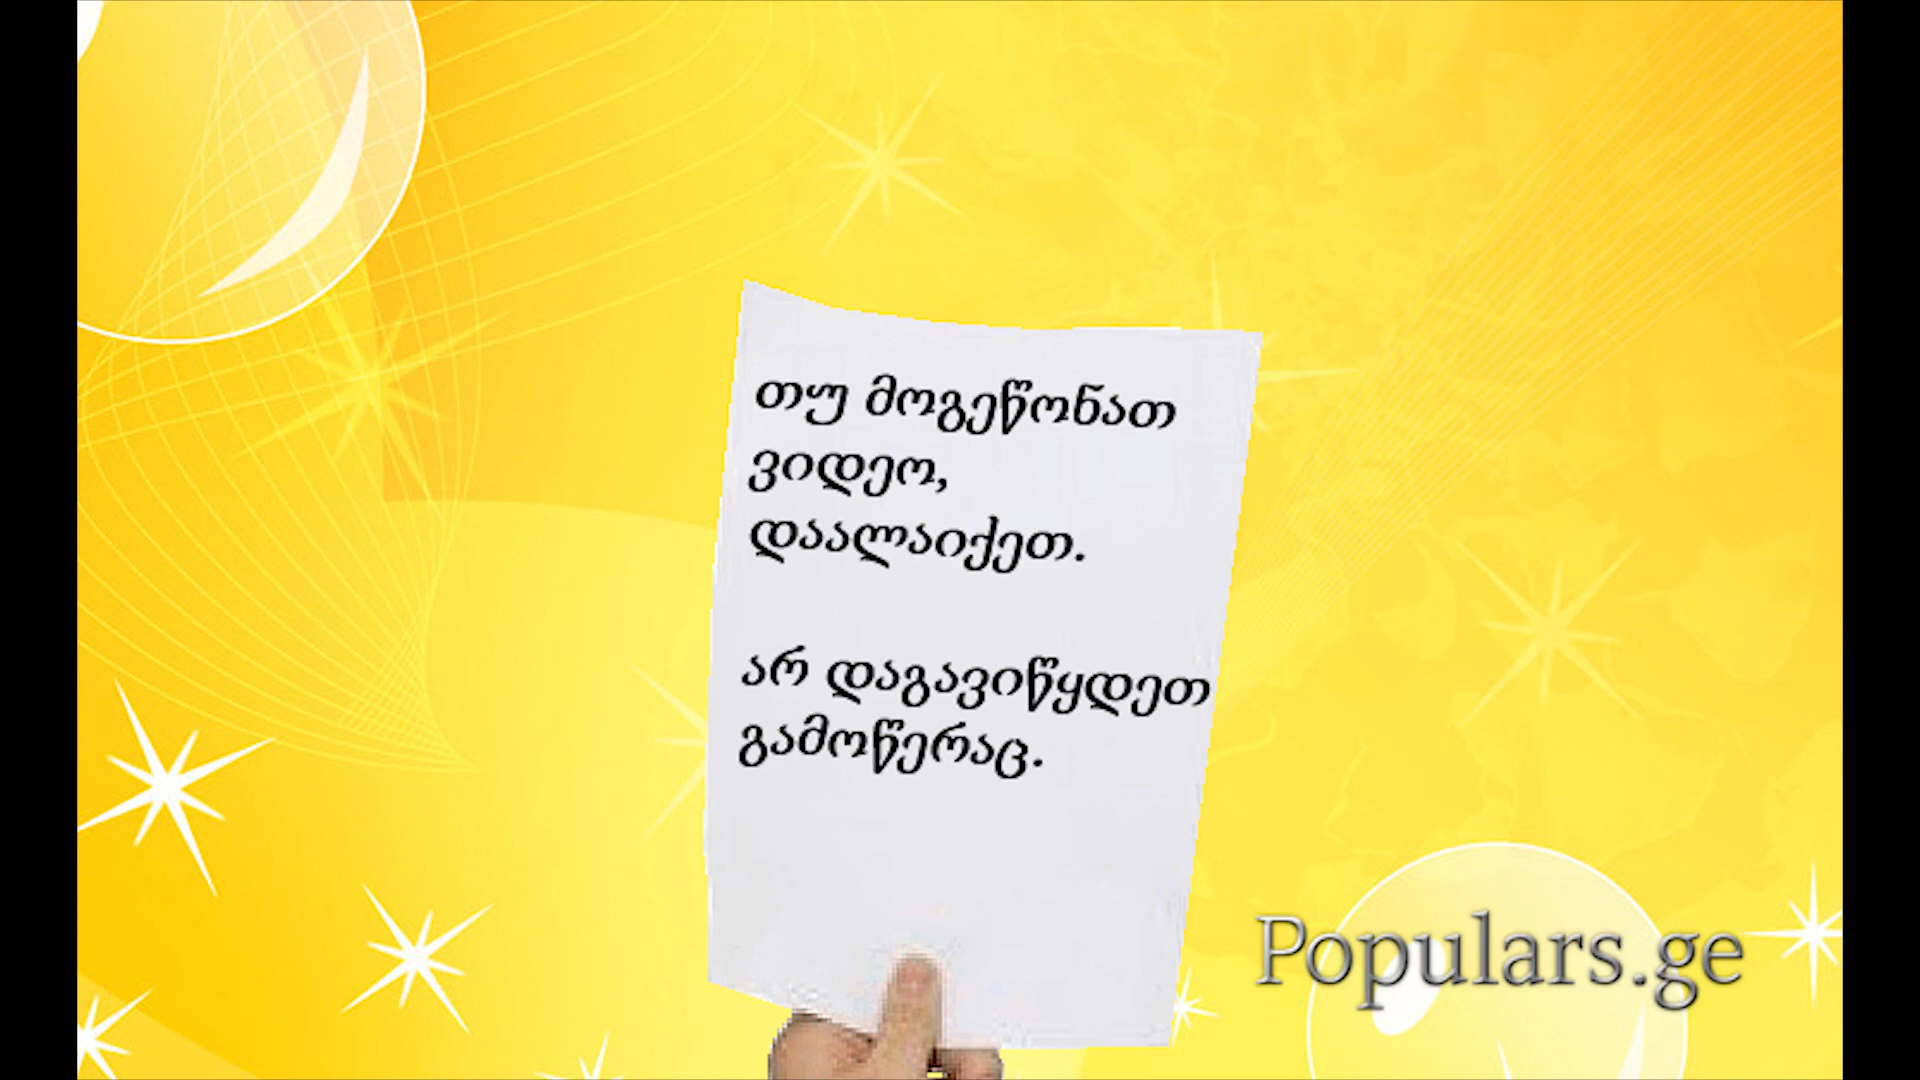 თუ მოგეწონათ
ვიდეო,
დაალაიქეთ.
არ დაგავიწყდეთ
გამოწერაც.
Populars.ge